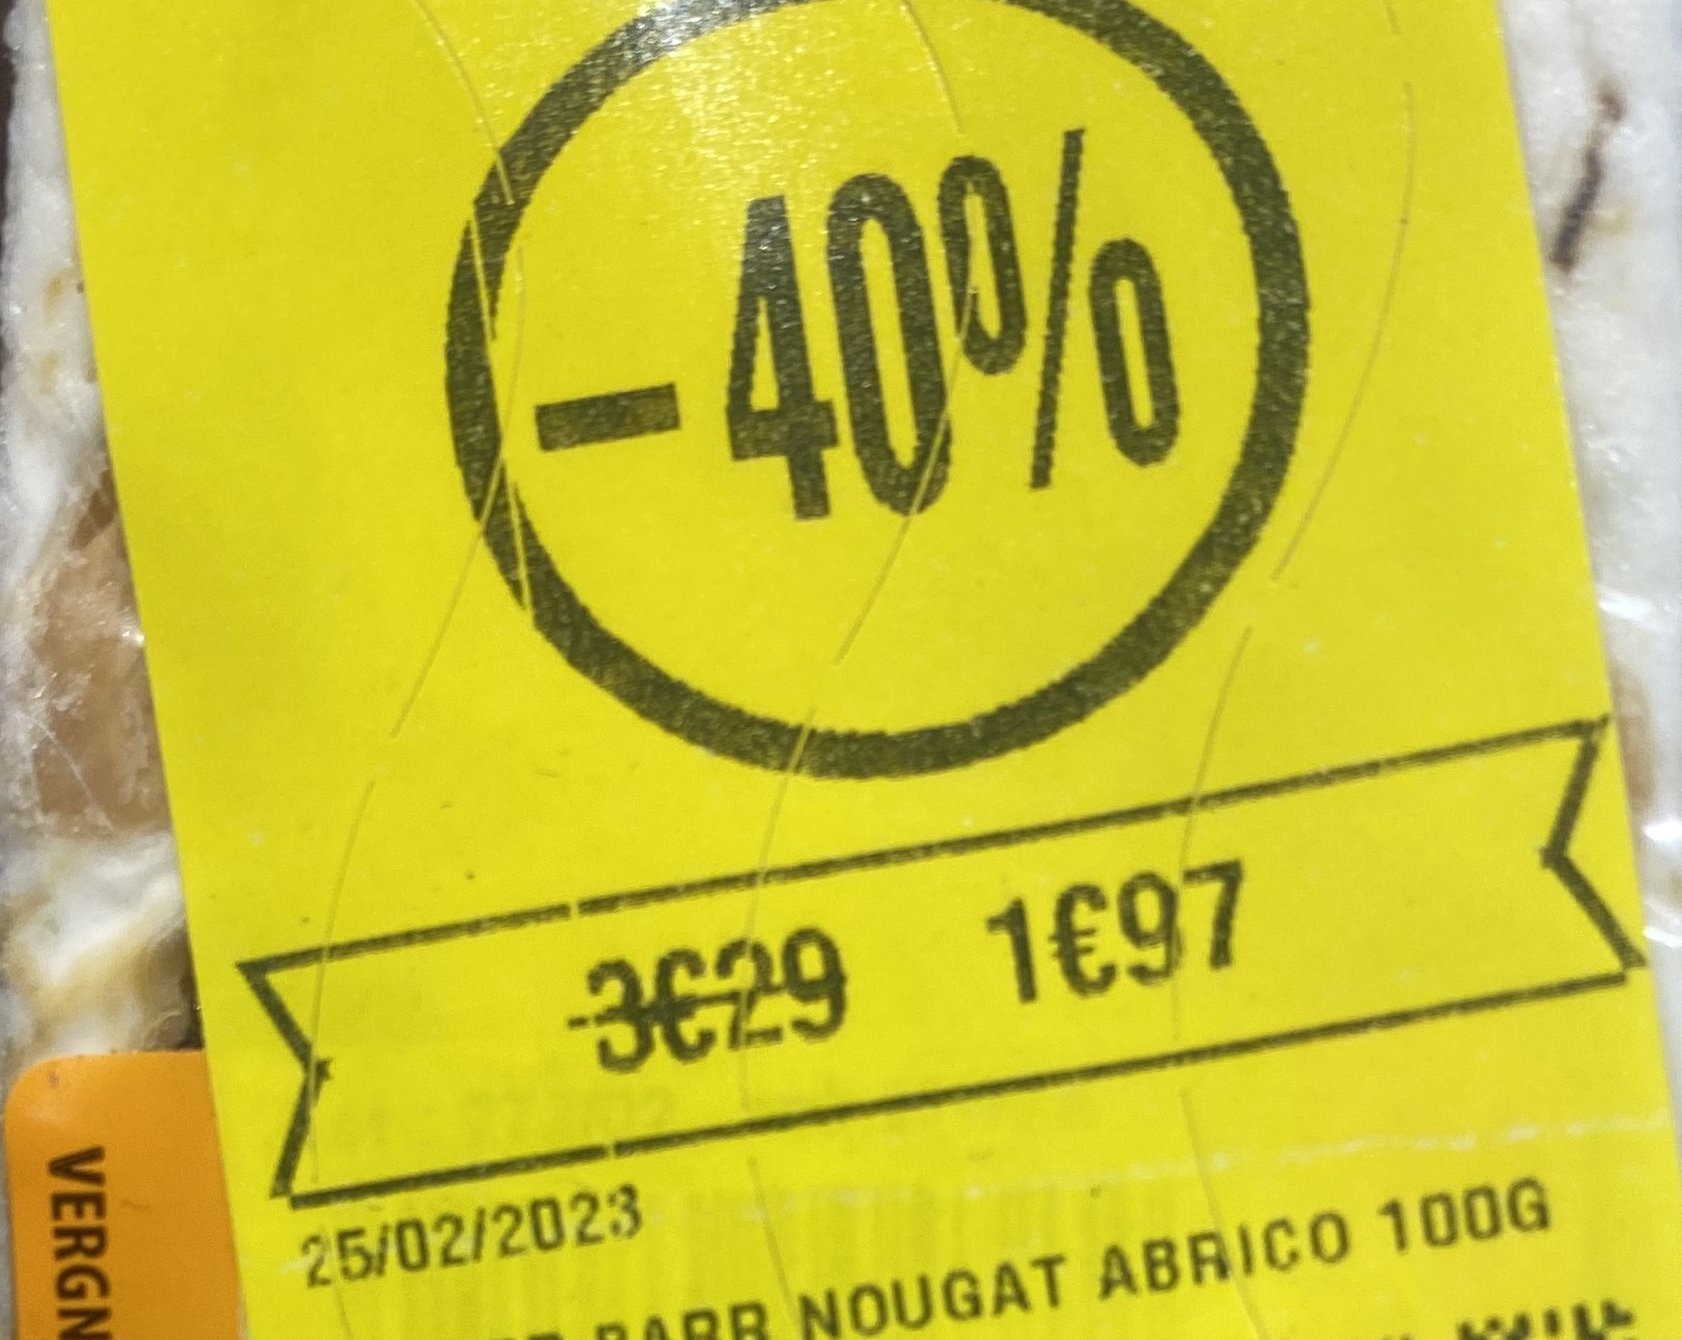 -40%
3€29 1€97
25/02/2023
BARR NOUGAT ABRICO 100G
VERGN